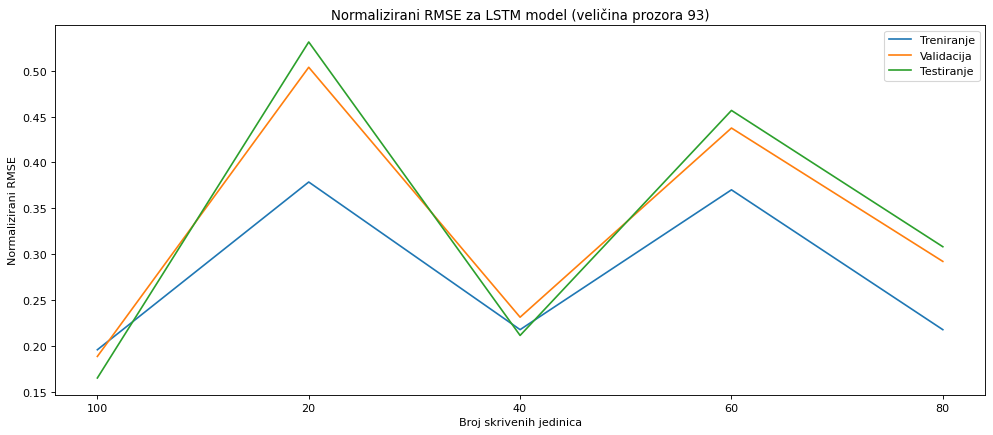 Normalizirani RMSE za LSTM model (veličina prozora 93)
Treniranje
Validacija
Testiranje
Normalizirani RMSE
0.50
0.45
0.40
0.35
0.30
0.25
0.20
0.15
100 20 40 60 80
Broj skrivenih jedinica